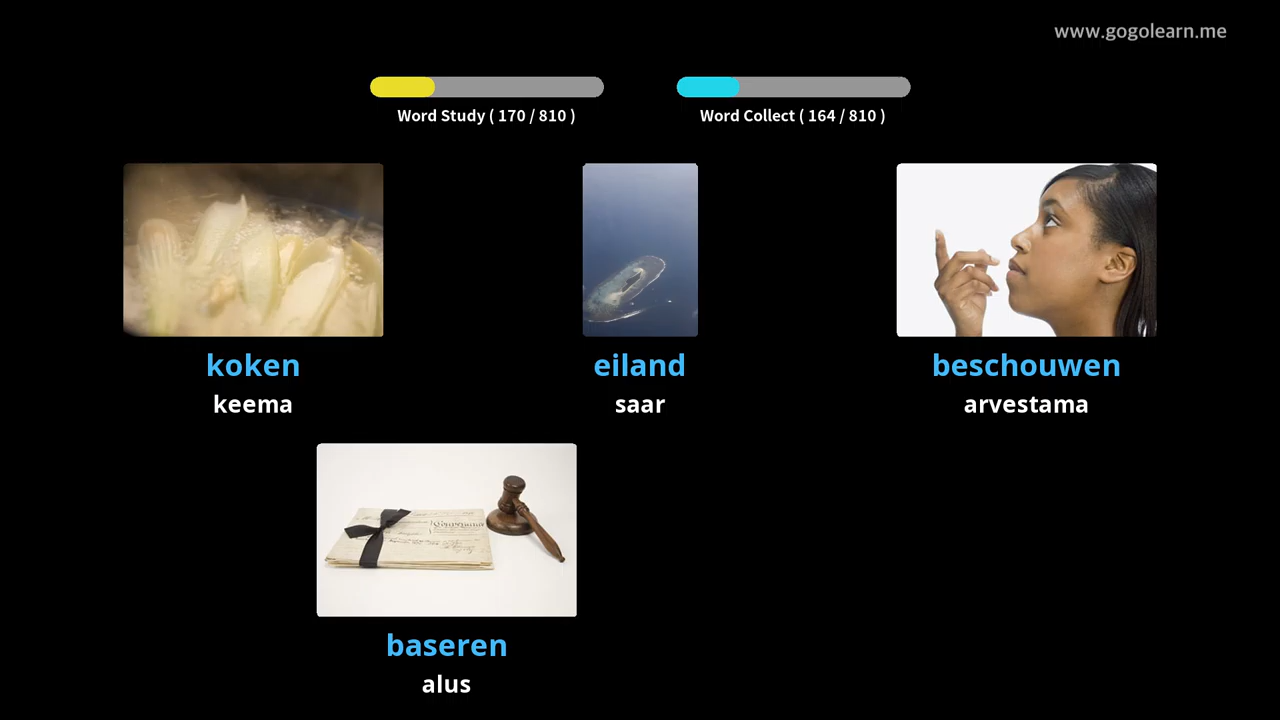 www.gogolearn.me
Word Study ( 170 / 810 )
Word Collect ( 164 / 810 )
koken
keema
eiland
saar
beschouwen
arvestama
baseren
alus